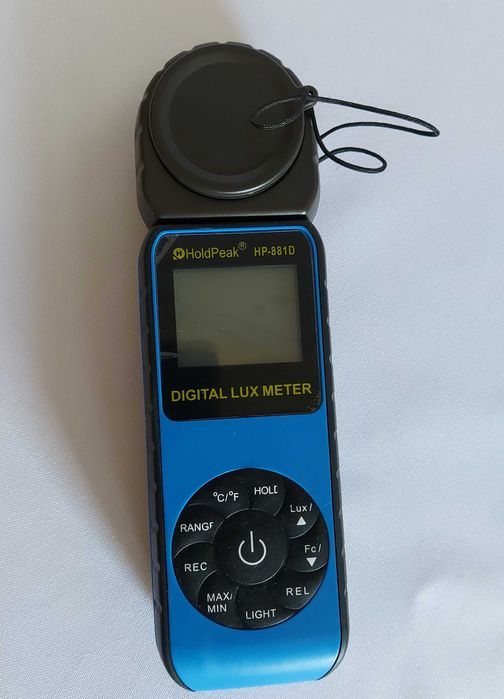 HoldPeak® HP-881D
DIGITAL LUX METER
°C/°F
HOLD
Lux/▲
Fc/▼
REL
LIGHT
MAX/
MIN
REC
RANGE